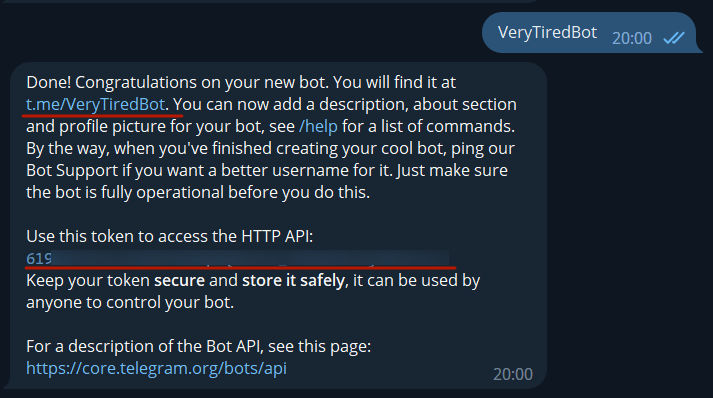 VeryTiredBot 20:00
Done! Congratulations on your new bot. You will find it at
t.me/VeryTiredBot. You can now add a description, about section
and profile picture for your bot, see /help for a list of commands.
By the way, when you've finished creating your cool bot, ping our
Bot Support if you want a better username for it. Just make sure
the bot is fully operational before you do this.
Use this token to access the HTTP API:
619
Keep your token secure and store it safely, it can be used by
anyone to control your bot.
For a description of the Bot API, see this page:
https://core.telegram.org/bots/api
20:00